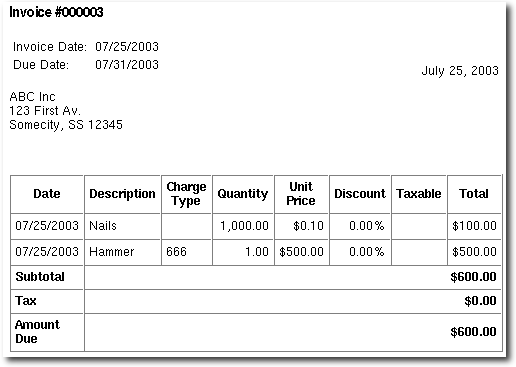 Invoice #000003
Invoice Date: 07/25/2003
Due Date: 07/31/2003
July 25, 2003
ABC Inc
123 First Av.
Somecity, SS 12345
Date Description Charge Type Quantity Unit Price Discount Taxable Total
07/25/2003 Nails 1,000.00 $0.10 0.00% $100.00
07/25/2003 Hammer 666 1.00 $500.00 0.00% $500.00
Subtotal $600.00
Tax $0.00
Amount Due $600.00